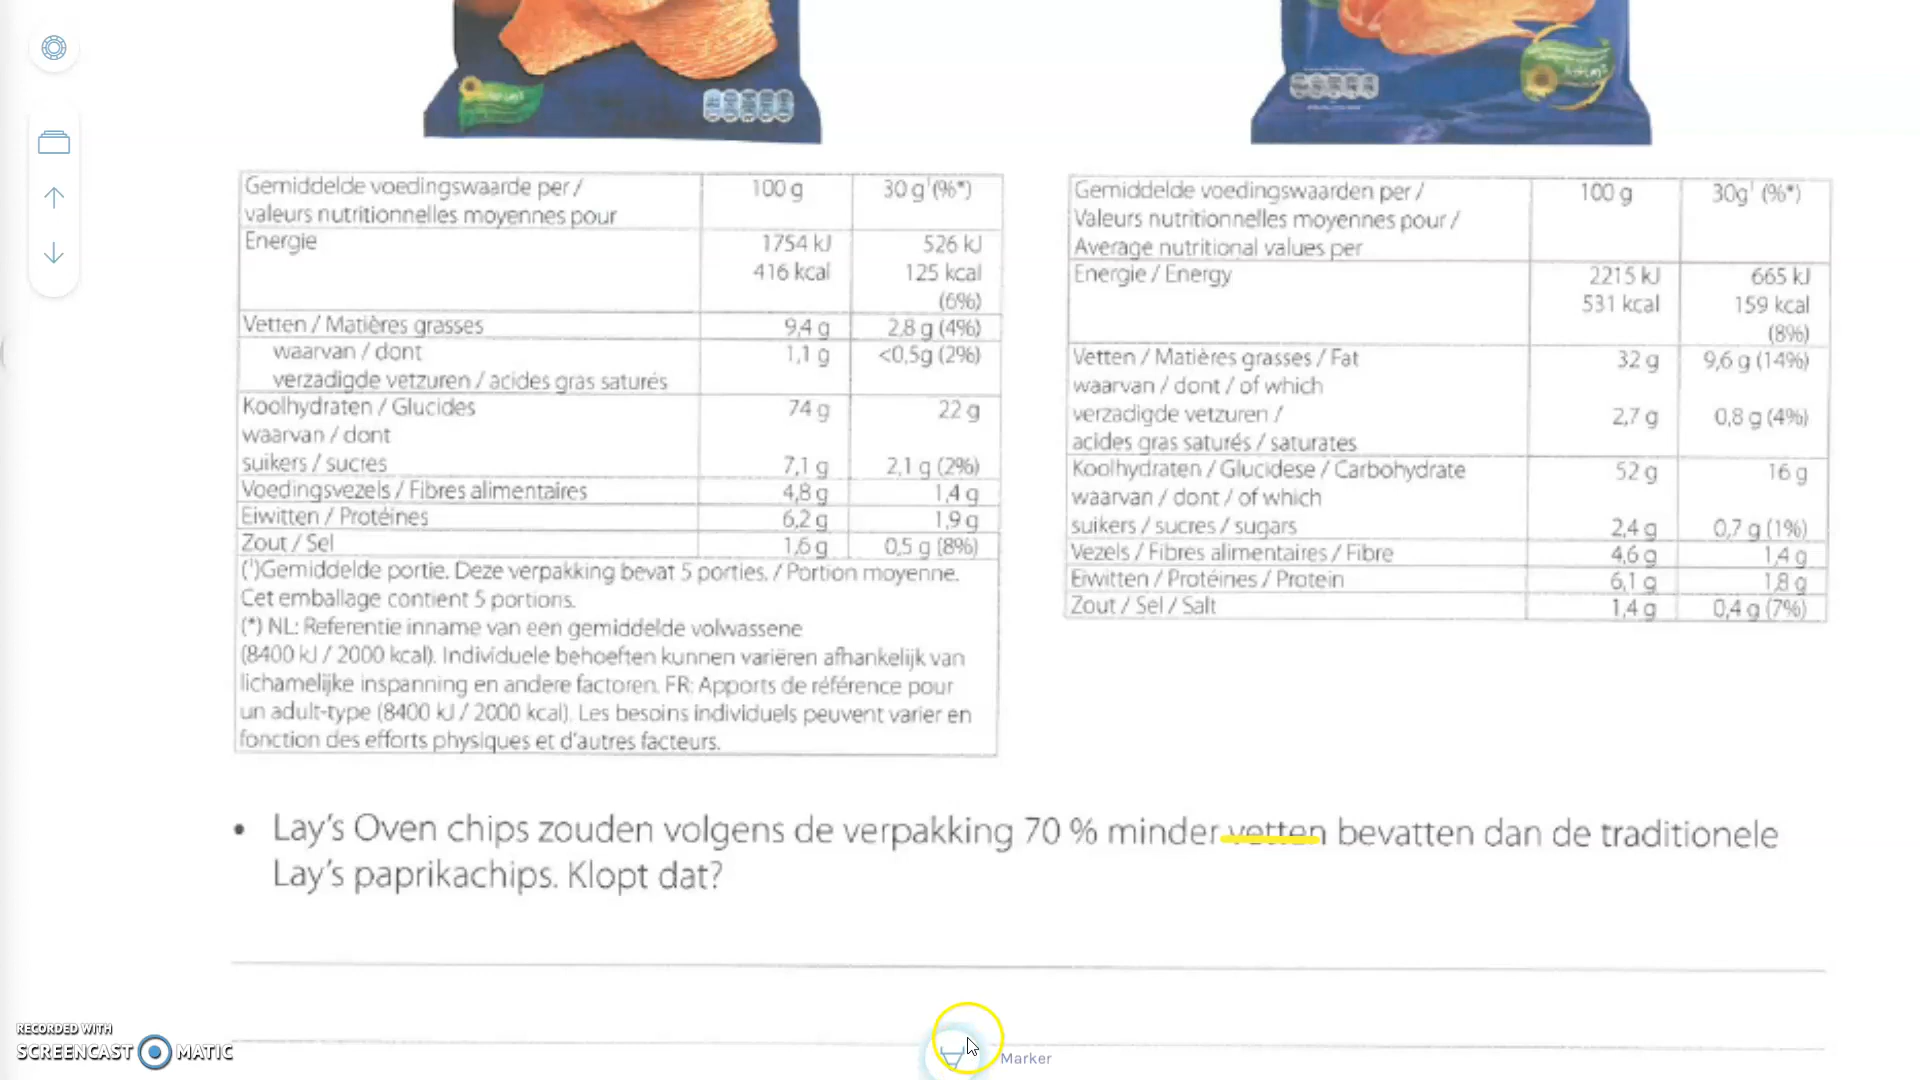 Gemiddelde voedingswaarde per /
valeurs nutritionnelles moyennes pour
100 g
30 g¹(%*)
Energie
1754 kJ
526 kJ
416 kcal
125 kcal
(6%)
Vetten / Matières grasses
9,4 g
2,8 g (4%)
waarvan / dont
1,1 g
<0,5g (2%)
verzadigde vetzuren / acides gras saturés
Koolhydraten / Glucides
74 g
22 g
waarvan / dont
suikers / sucres
7,1 g
2,1 g (2%)
Voedingsvezels / Fibres alimentaires
4,8 g
1,4 g
Eiwitten / Protéines
6,2 g
1,9 g
Zout / Sel
1,6 g
0,5 g (8%)
(¹)Gemiddelde portie. Deze verpakking bevat 5 porties. / Portion moyenne.
Cet emballage contient 5 portions.
(*) NL: Referentie inname van een gemiddelde volwassene
(8400 kJ / 2000 kcal). Individuele behoeften kunnen variëren afhankelijk van
lichamelijke inspanning en andere factoren. FR: Apports de référence pour
un adult-type (8400 kJ / 2000 kcal). Les besoins individuels peuvent varier en
fonction des efforts physiques et d'autres facteurs.
Gemiddelde voedingswaarden per /
Valeurs nutritionnelles moyennes pour /
Average nutritional values per
100 g
30g¹ (%*)
Energie / Energy
2215 kJ
665 kJ
531 kcal
159 kcal
(8%)
Vetten / Matières grasses / Fat
32 g
9,6 g (14%)
waarvan / dont / of which
verzadigde vetzuren /
2,7 g
0,8 g (4%)
acides gras saturés / saturates
Koolhydraten / Glucidese / Carbohydrate
52 g
16 g
waarvan / dont / of which
suikers / sucres / sugars
2,4 g
0,7 g (1%)
Vezels / Fibres alimentaires / Fibre
4,6 g
1,4 g
Eiwitten / Protéines / Protein
6,1 g
1,8 g
Zout / Sel / Salt
1,4 g
0,4 g (7%)
• Lay's Oven chips zouden volgens de verpakking 70 % minder vetten bevatten dan de traditionele
Lay's paprikachips. Klopt dat?
Marker
RECORDED WITH
SCREENCAST MATIC